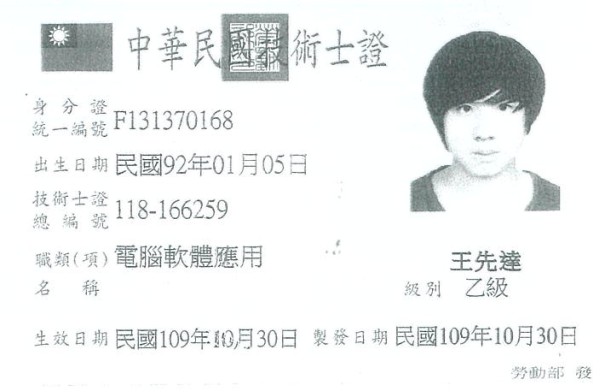 中華民國技術士證
身分證
統一編號 F131370168
出生日期 民國92年01月05日
技術士證
總編號 118-166259
職類(項) 電腦軟體應用
名稱
王先達
級別 乙級
生效日期 民國109年10月30日 製發日期 民國109年10月30日
勞動部 發